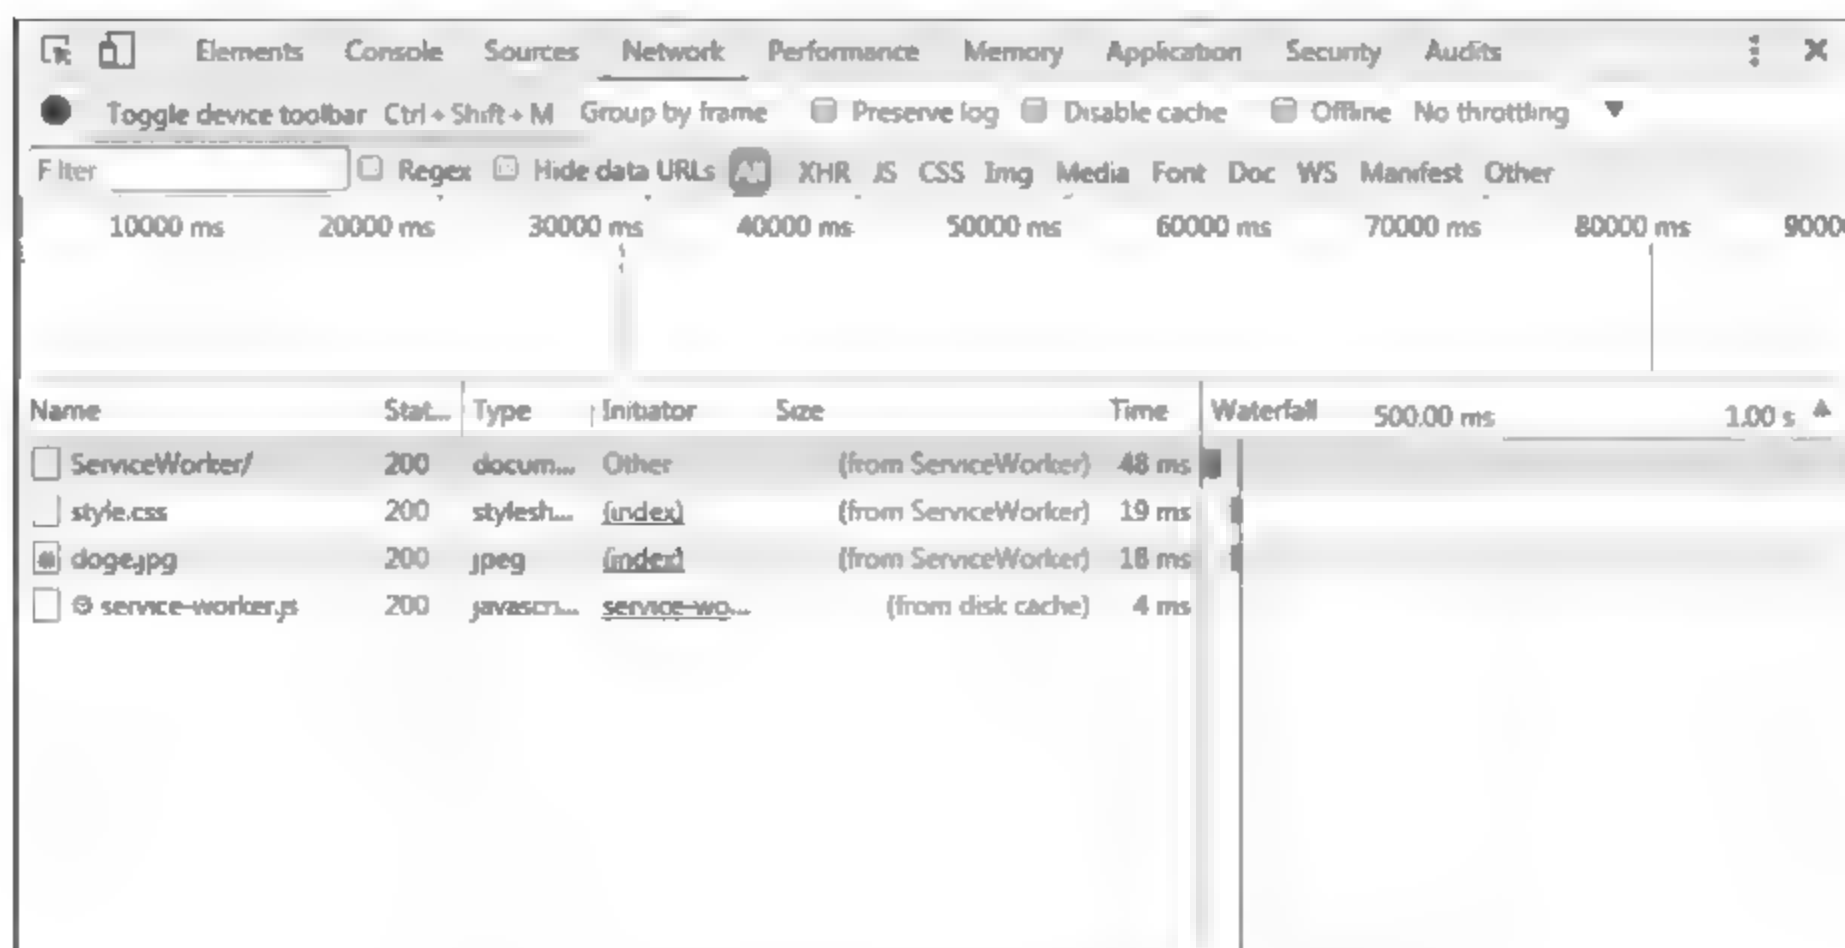 Elements Console Sources Network Performance Memory Application Security Audits
Toggle device toolbar Ctrl+Shift+M Group by frame Preserve log Disable cache Offline No throttling
Filter Regex Hide data URLs All XHR JS CSS Img Media Font Doc WS Manifest Other
10000 ms 20000 ms 30000 ms 40000 ms 50000 ms 60000 ms 70000 ms 80000 ms 9000
Name Stat... Type Initiator Size Time Waterfall 500.00 ms 1.00 s
ServiceWorker/ 200 docum... Other (from ServiceWorker) 48 ms
style.css 200 stylesh... (index) (from ServiceWorker) 19 ms
doge.jpg 200 jpeg (index) (from ServiceWorker) ms
service-worker.js 200 javascri... service-wo... (from disk cache) 4 ms